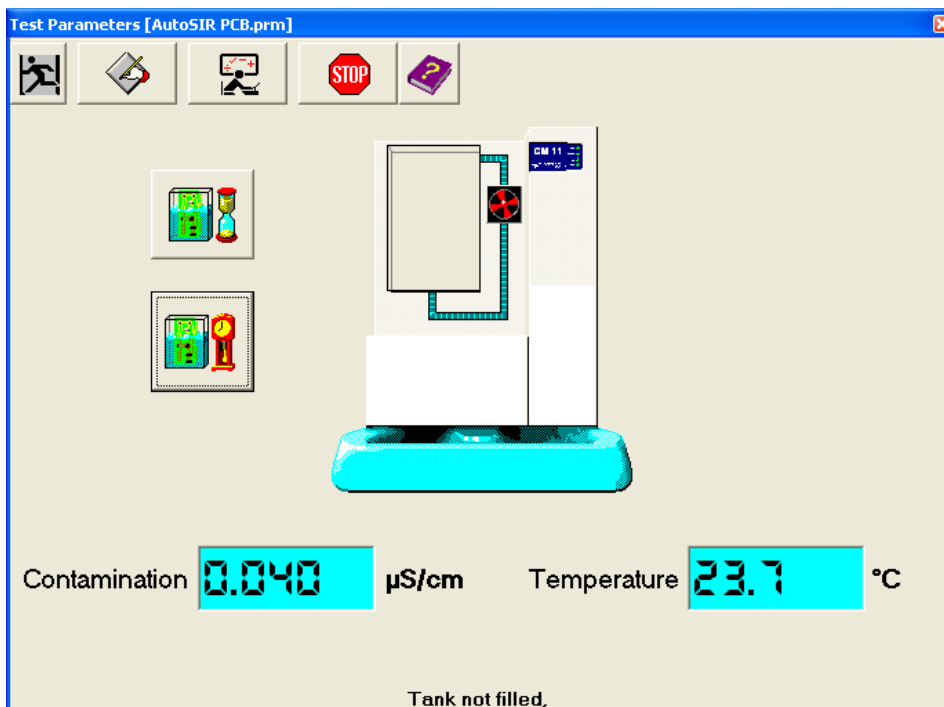 Test Parameters [AutoSIR PCB.prm]
STOP
?
CM 11
Contamination 0.040 µS/cm Temperature 23.7 °C
Tank not filled,